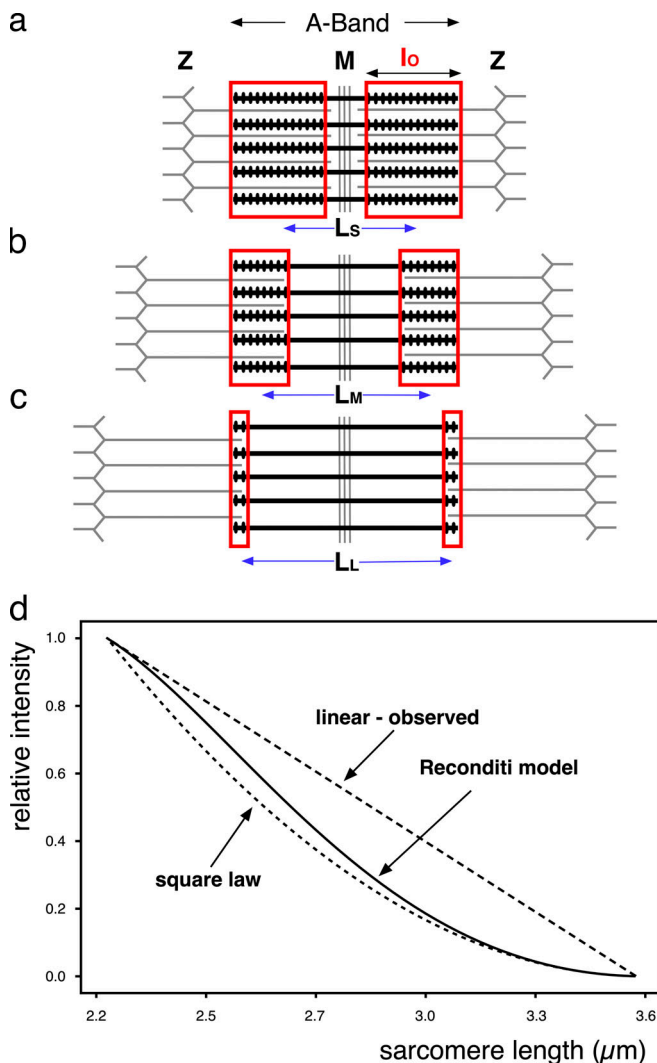 a
A-Band
Z M lo Z
Ls
b
LM
c
LL
d
1.0
0.8
0.6
0.4
0.2
0.0
relative intensity
linear - observed
Reconditi model
square law
2.2 2.5 2.7 3.0 3.3 3.6
sarcomere length (µm)